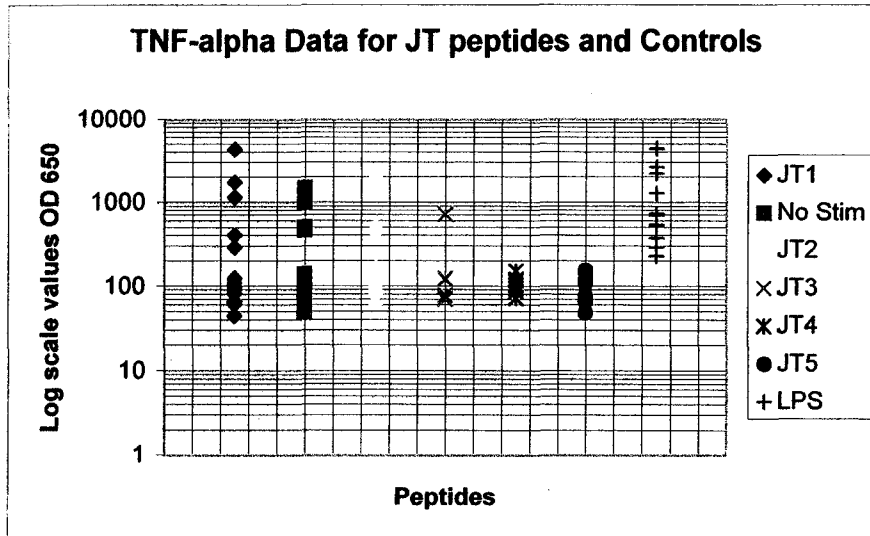 TNF-alpha Data for JT peptides and Controls
Log scale values OD 650
10000
1000
100
10
1
Peptides
JT1
No Stim
JT2
JT3
JT4
JT5
LPS